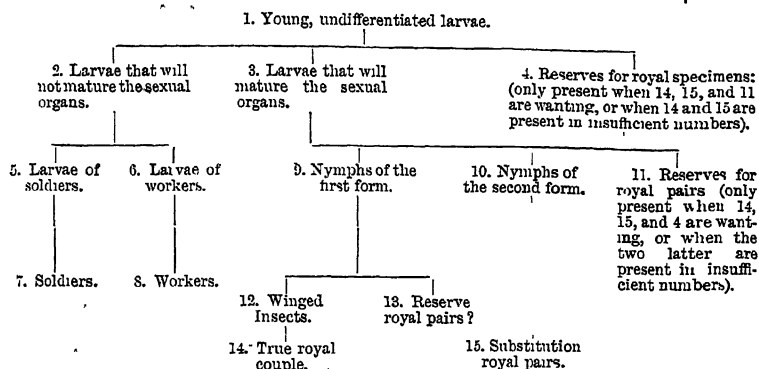 1. Young, undifferentiated larvae.
2. Larvae that will
not mature the sexual
organs.
3. Larvae that will
mature the sexual
organs.
4. Reserves for royal specimens:
(only present when 14, 15, and 11
are wanting, or when 14 and 15 are
present in insufficient numbers).
5. Larvae of
soldiers.
6. Larvae of
workers.
9. Nymphs of the
first form.
10. Nymphs of
the second form.
11. Reserves for
royal pairs (only
present when 14,
15, and 4 are want-
ing, or when the
two latter are
present in insuffi-
cient numbers).
7. Soldiers.
8. Workers.
12. Winged
Insects.
13. Reserve
royal pairs?
14. True royal
couple.
15. Substitution
royal pairs.